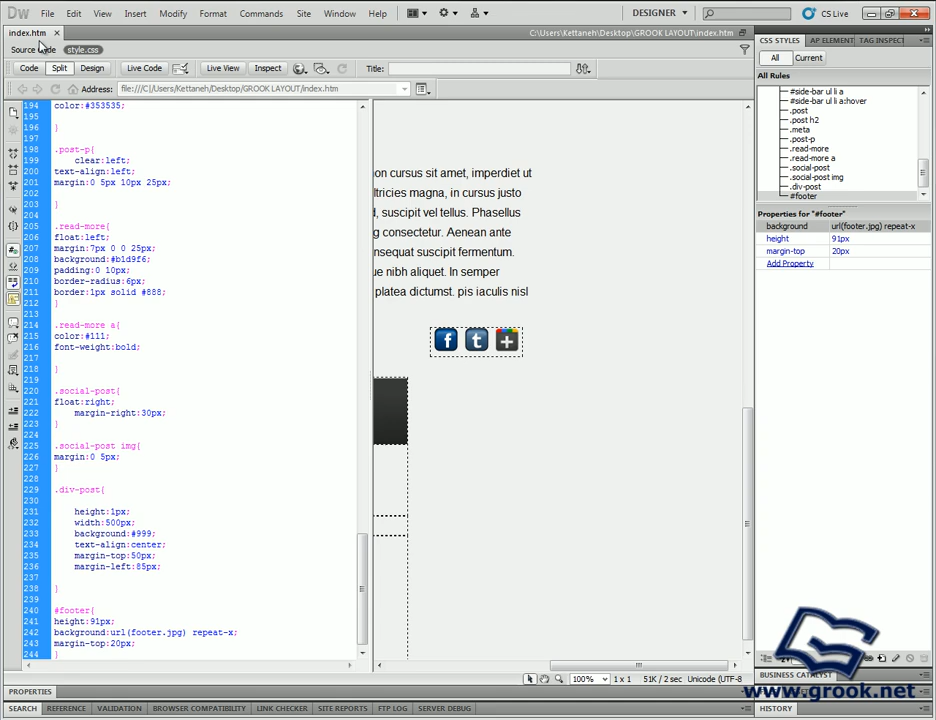 Dw File Edit View Insert Modify Format Commands Site Window Help DESIGNER CS Live
index.htm C:\Users\Kettaneh\Desktop\GROOK LAYOUT\index.htm
Source Code style.css
Code Split Design Live Code Live View Inspect Title:
Address: file:///C|/Users/Kettaneh/Desktop/GROOK LAYOUT/index.htm
194 color:#353535;
195
196 }
197
198 .post-p{
199 clear:left;
200 text-align:left;
201 margin:0 5px 10px 25px;
202
203 }
204
205 .read-more{
206 float:left;
207 margin:7px 0 0 25px;
208 background:#b1d9f6;
209 padding:0 10px;
210 border-radius:6px;
211 border:1px solid #888;
212 }
213
214 .read-more a{
215 color:#111;
216 font-weight:bold;
217
218 }
219
220 .social-post{
221 float:right;
222 margin-right:30px;
223 }
224
225 .social-post img{
226 margin:0 5px;
227 }
228
229 .div-post{
230
231 height:1px;
232 width:500px;
233 background:#999;
234 text-align:center;
235 margin-top:50px;
236 margin-left:85px;
237
238 }
239
240 #footer{
241 height:91px;
242 background:url(footer.jpg) repeat-x;
243 margin-top:20px;
244 }
non cursus sit amet, imperdiet ut
ltricies magna, in cursus justo
d, suscipit vel tellus. Phasellus
g consectetur. Aenean ante
nsequat suscipit fermentum.
ue nibh aliquet. In semper
platea dictumst. pis iaculis nisl
f t +
100% 1 x 1 51K / 2 sec Unicode (UTF-8
CSS STYLES AP ELEMENT TAG INSPECT
All Current
All Rules
#side-bar ul li a
#side-bar ul li a:hover
.post
.post h2
.meta
.post-p
.read-more
.read-more a
.social-post
.social-post img
.div-post
#footer
Properties for "#footer"
background url(footer.jpg) repeat-x
height 91px
margin-top 20px
Add Property
www.grook.net
BUSINESS CATALYST
HISTORY
PROPERTIES
SEARCH REFERENCE VALIDATION BROWSER COMPATIBILITY LINK CHECKER SITE REPORTS FTP LOG SERVER DEBUG